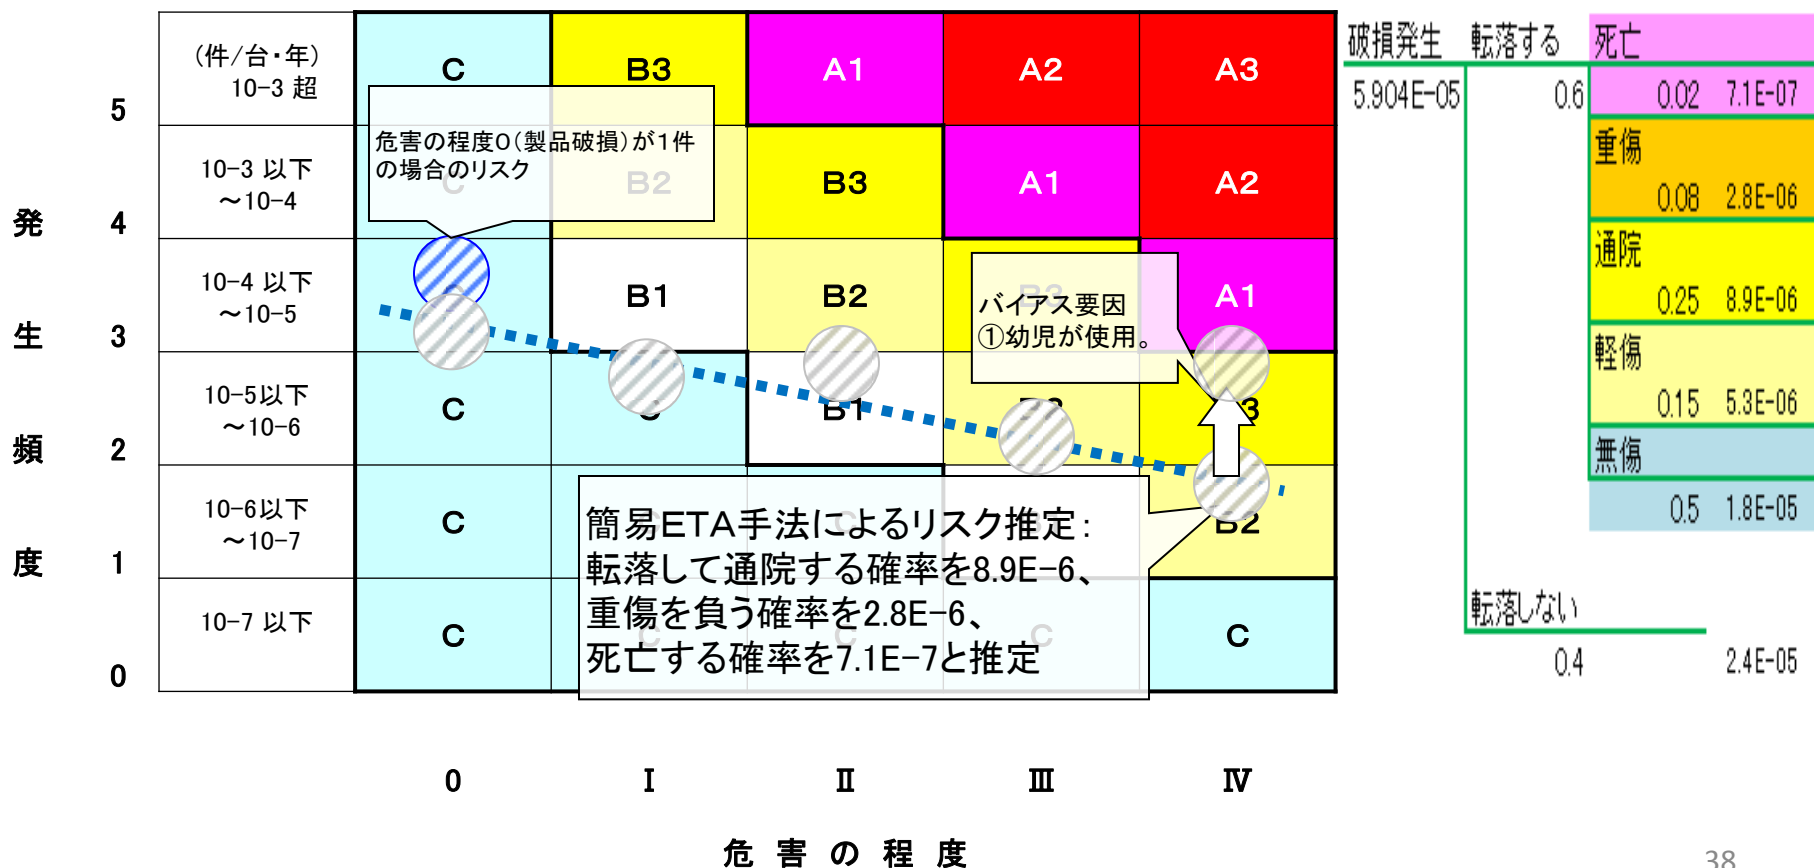 (件/台・年)
10-3 超
C
B3
A1
A2
A3
5
危害の程度0(製品破損)が1件
の場合のリスク
10-3 以下
~10-4
C
B2
B3
A1
A2
4
10-4 以下
~10-5
B1
B2
B3
A1
バイアス要因
①幼児が使用。
3
10-5以下
~10-6
C
C
B1
2
10-6以下
~10-7
C
B2
1
簡易ETA手法によるリスク推定:
転落して通院する確率を8.9E-6、
重傷を負う確率を2.8E-6、
死亡する確率を7.1E-7と推定
10-7 以下
C
C
C
C
C
0
発生頻度
0 Ⅰ Ⅱ Ⅲ Ⅳ
危害の程度
破損発生 転落する 死亡
5.904E-05 0.6 0.02 7.1E-07
重傷
0.08 2.8E-06
通院
0.25 8.9E-06
軽傷
0.15 5.3E-06
無傷
0.5 1.8E-05
転落しない
0.4 2.4E-05
38